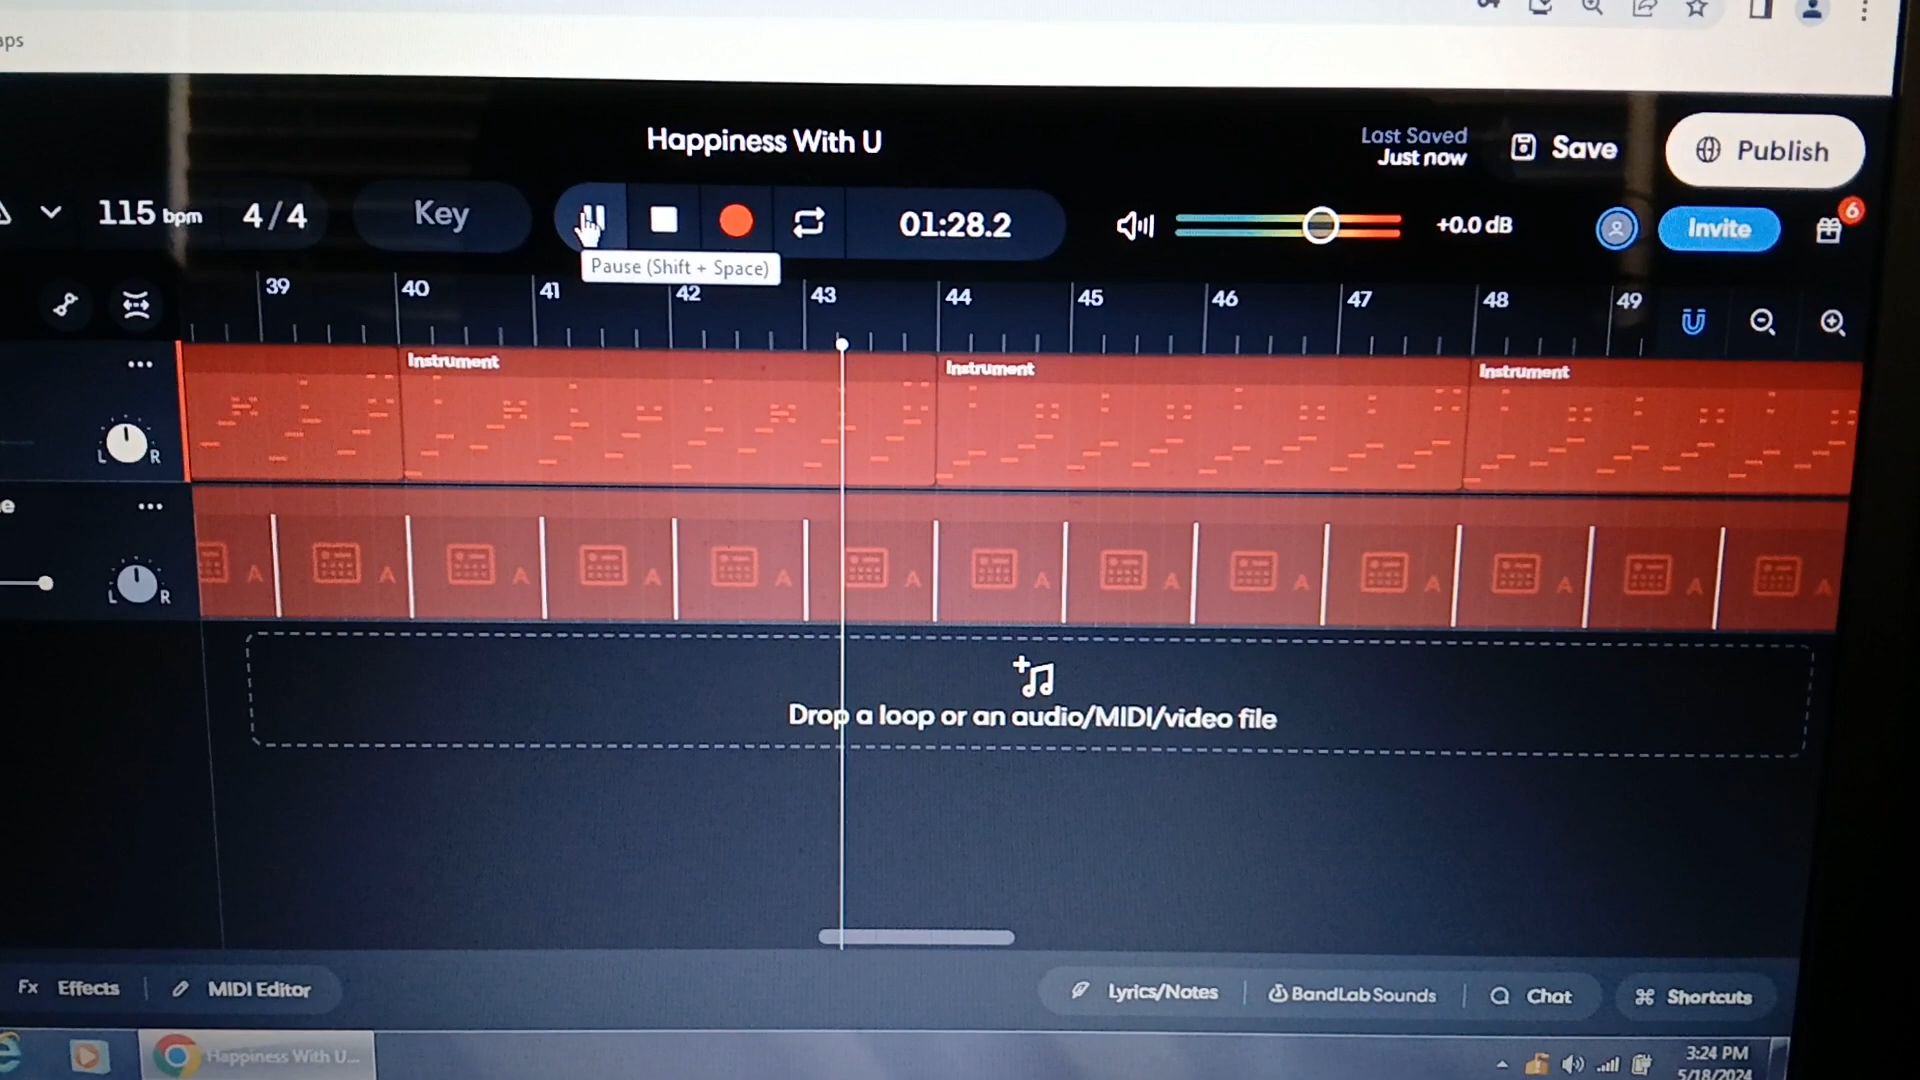 aps
Happiness With U
Last Saved
Just now
Save
Publish
115 bpm
4/4
Key
01:28.2
+0.0 dB
Invite
6
Pause (Shift + Space)
39 40 41 42 43 44 45 46 47 48 49
Instrument
Instrument
Instrument
L R
e
A A A A A A A A A A A A A
L R
Drop a loop or an audio/MIDI/video file
Fx Effects
MIDI Editor
Lyrics/Notes
BandLab Sounds
Chat
Shortcuts
Happiness With U...
3:24 PM
5/18/2024